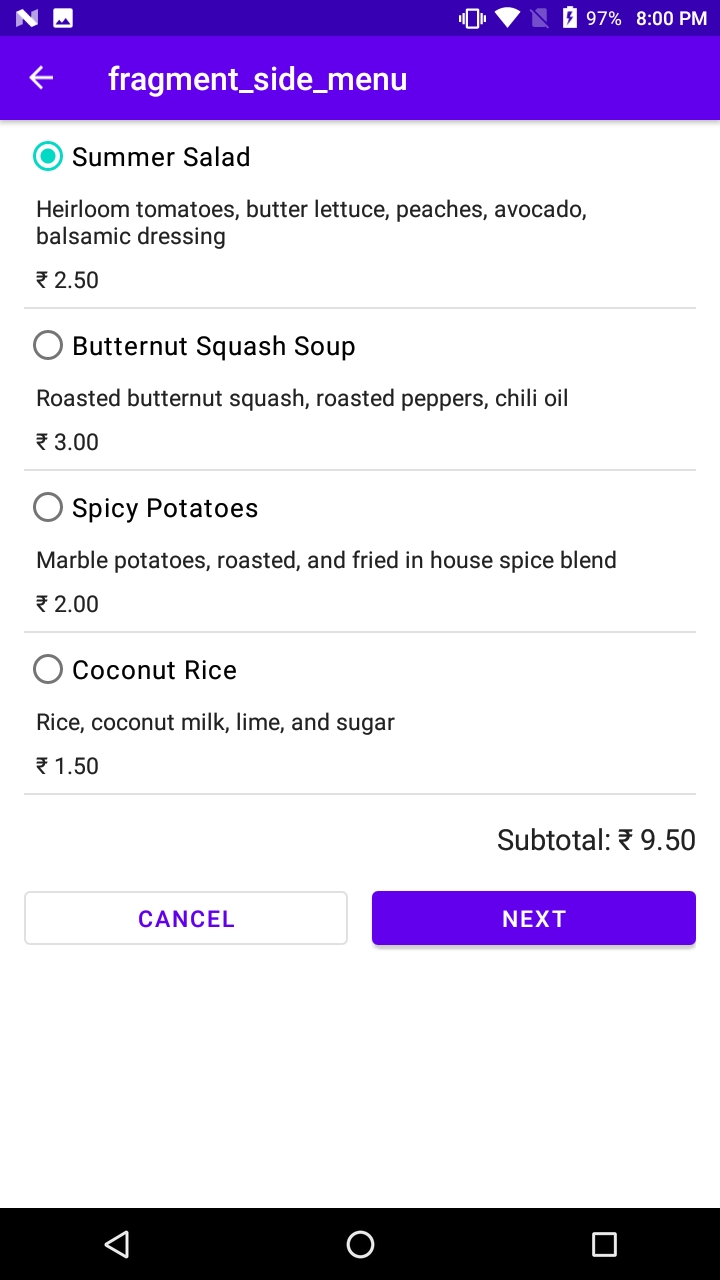 97% 8:00 PM
fragment_side_menu
Summer Salad
Heirloom tomatoes, butter lettuce, peaches, avocado,
balsamic dressing
₹ 2.50
Butternut Squash Soup
Roasted butternut squash, roasted peppers, chili oil
₹ 3.00
Spicy Potatoes
Marble potatoes, roasted, and fried in house spice blend
₹ 2.00
Coconut Rice
Rice, coconut milk, lime, and sugar
₹ 1.50
Subtotal: ₹ 9.50
CANCEL NEXT